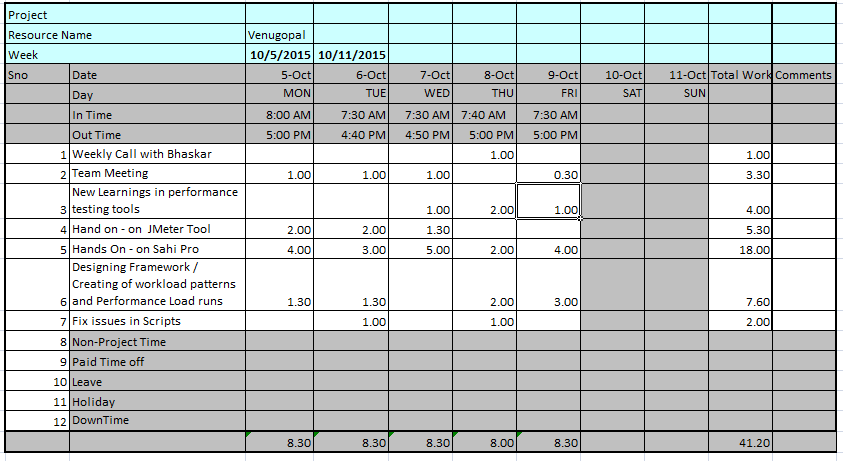 Project
Resource Name Venugopal
Week 10/5/2015 10/11/2015
Sno Date 5-Oct 6-Oct 7-Oct 8-Oct 9-Oct 10-Oct 11-Oct Total Work Comments
Day MON TUE WED THU FRI SAT SUN
In Time 8:00 AM 7:30 AM 7:30 AM 7:40 AM 7:30 AM
Out Time 5:00 PM 4:40 PM 4:50 PM 5:00 PM 5:00 PM
1 Weekly Call with Bhaskar 1.00 1.00
2 Team Meeting 1.00 1.00 1.00 0.30 3.30
New Learnings in performance
3 testing tools 1.00 2.00 1.00 4.00
4 Hand on - on JMeter Tool 2.00 2.00 1.30 5.30
5 Hands On - on Sahi Pro 4.00 3.00 5.00 2.00 4.00 18.00
Designing Framework /
Creating of workload patterns
6 and Performance Load runs 1.30 1.30 2.00 3.00 7.60
7 Fix issues in Scripts 1.00 1.00 2.00
8 Non-Project Time
9 Paid Time off
10 Leave
11 Holiday
12 DownTime
8.30 8.30 8.30 8.00 8.30 41.20